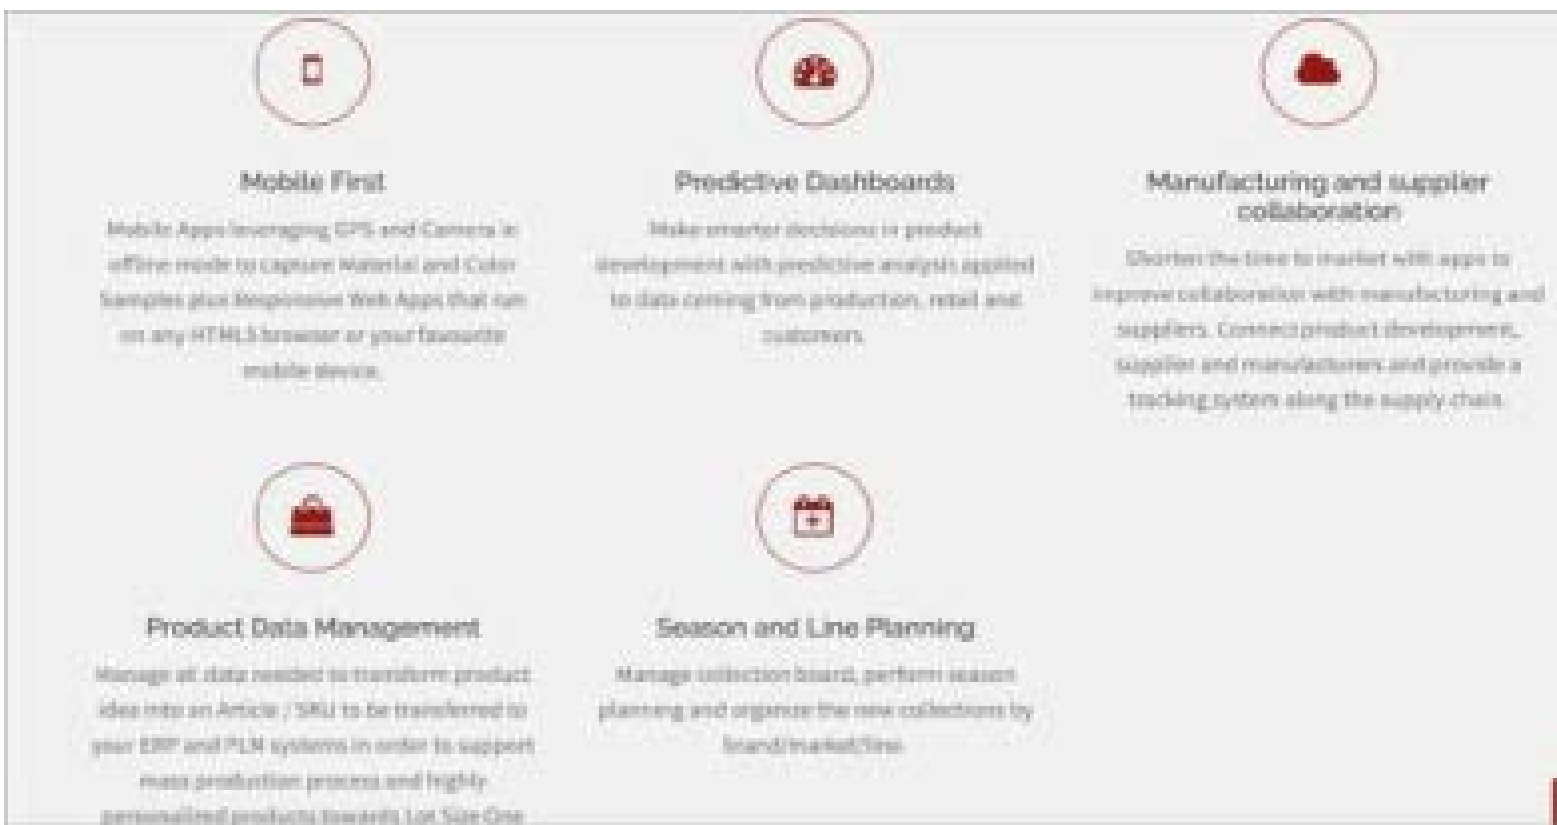 Mobile First
Mobile Apps leveraging GPS and Camera in
offline mode to capture Material and Color
Samples plus Responsive Web Apps that run
on any HTML5 browser or your favourite
mobile device.
Predictive Dashboards
Make smarter decisions in product
development with predictive analysis applied
to data coming from production, retail and
customers.
Manufacturing and supplier
collaboration
Shorten the time to market with apps to
improve collaboration with manufacturing and
suppliers. Connect product development,
supplier and manufacturers and provide a
tracking system along the supply chain.
Product Data Management
Manage all data needed to transform product
idea into an Article / SKU to be transferred to
your ERP and PLM systems in order to support
mass production process and highly
personalized products towards Lot Size One
Season and Line Planning
Manage collection board, perform season
planning and organize the new collections by
brand/market/line.